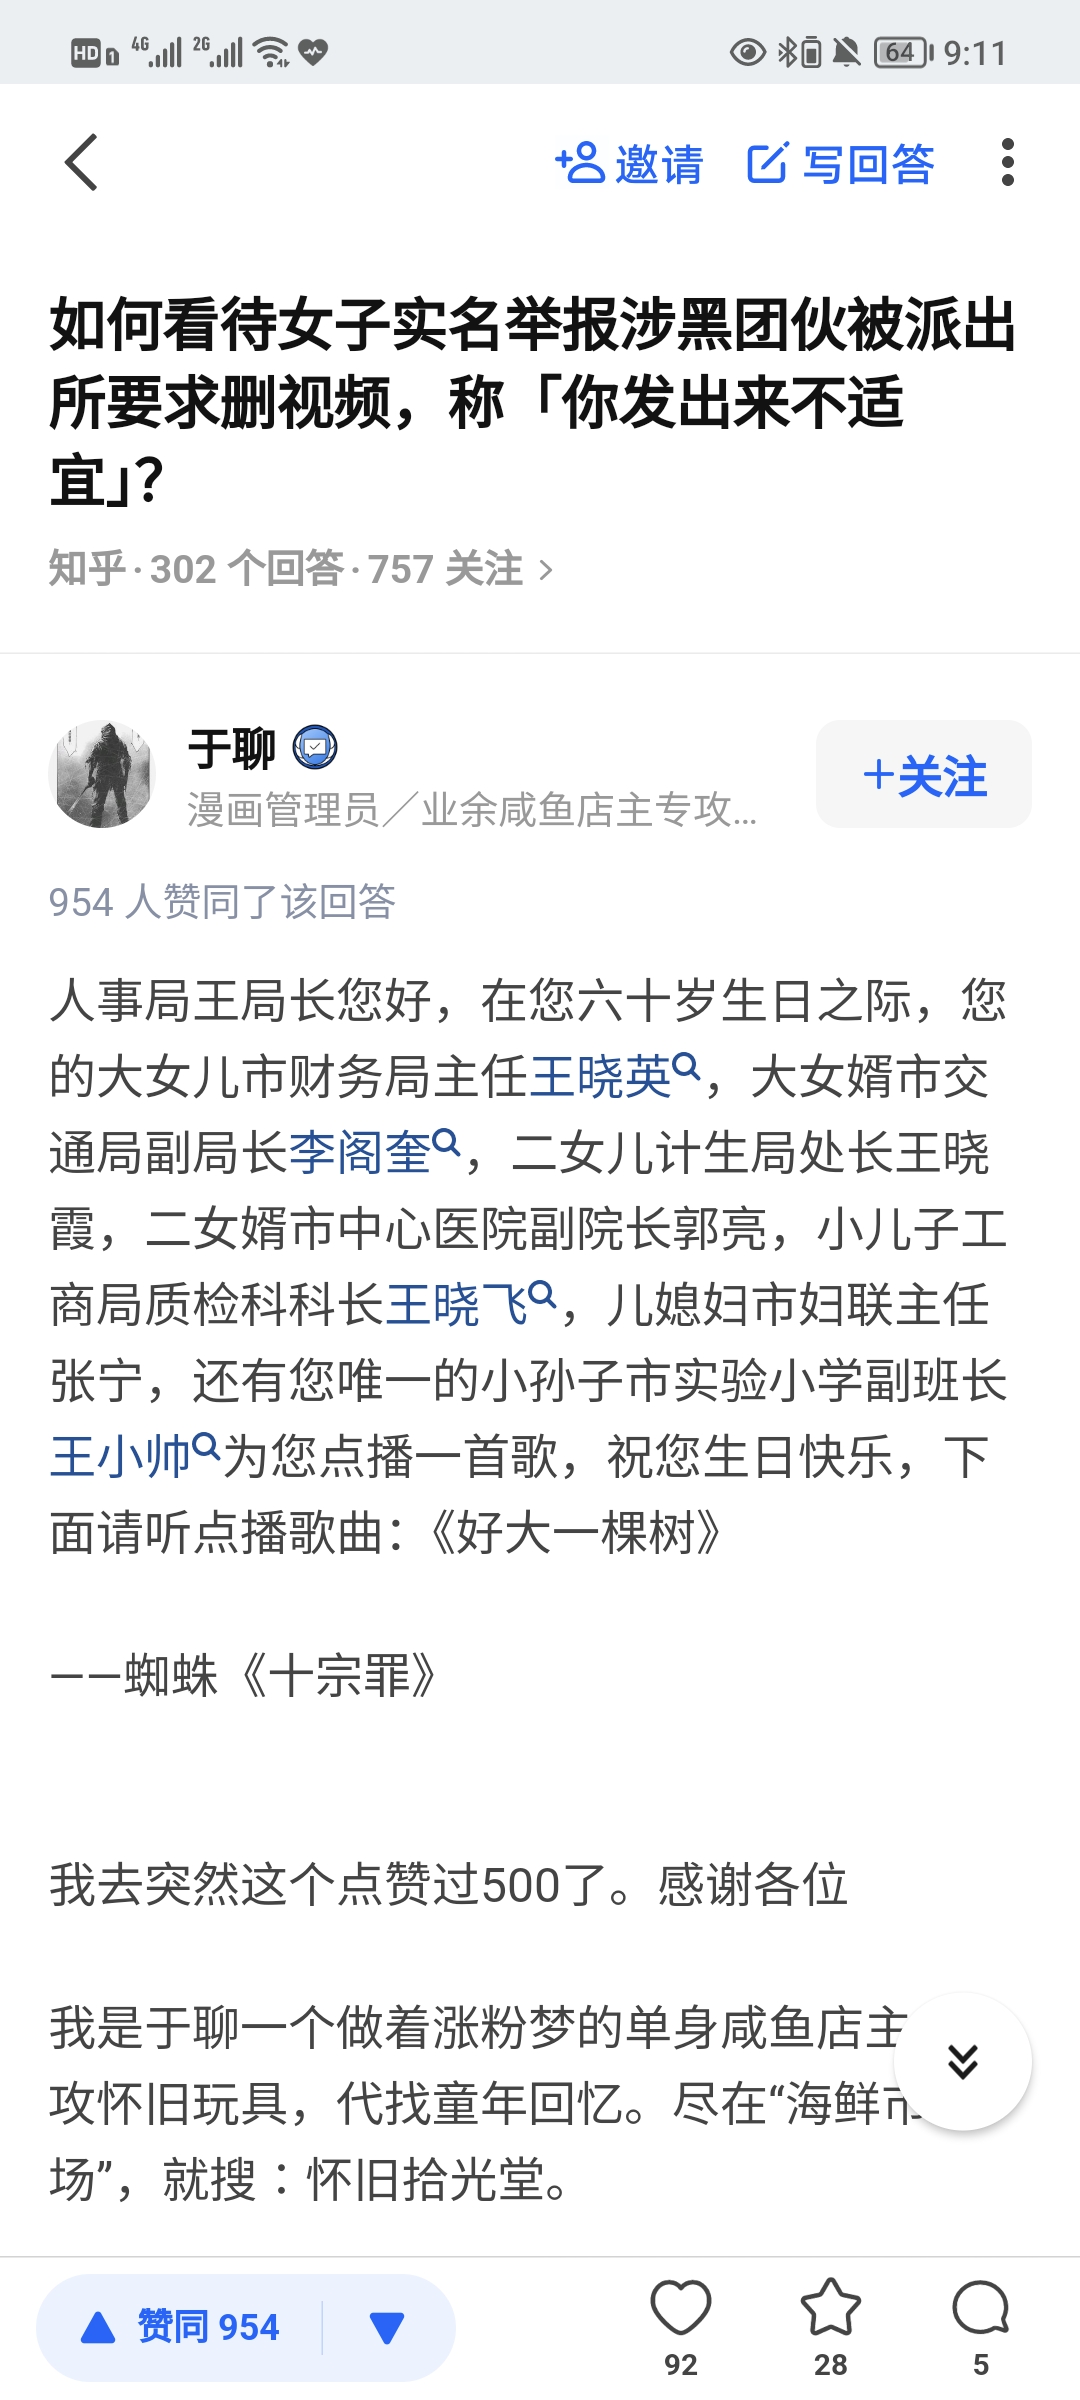 HD 1 4G 2G 64 9:11
邀请 写回答
如何看待女子实名举报涉黑团伙被派出
所要求删视频，称「你发出来不适
宜」？
知乎·302 个回答·757 关注
于聊
漫画管理员／业余咸鱼店主专攻...
+关注
954 人赞同了该回答
人事局王局长您好，在您六十岁生日之际，您
的大女儿市财务局主任王晓英，大女婿市交
通局副局长李阁奎，二女儿计生局处长王晓
霞，二女婿市中心医院副院长郭亮，小儿子工
商局质检科科长王晓飞，儿媳妇市妇联主任
张宁，还有您唯一的小孙子市实验小学副班长
王小帅为您点播一首歌，祝您生日快乐，下
面请听点播歌曲：《好大一棵树》
——蜘蛛《十宗罪》
我去突然这个点赞过500了。感谢各位
我是于聊一个做着涨粉梦的单身咸鱼店主
攻怀旧玩具，代找童年回忆。尽在“海鲜市
场”，就搜：怀旧拾光堂。
赞同 954
92 28 5